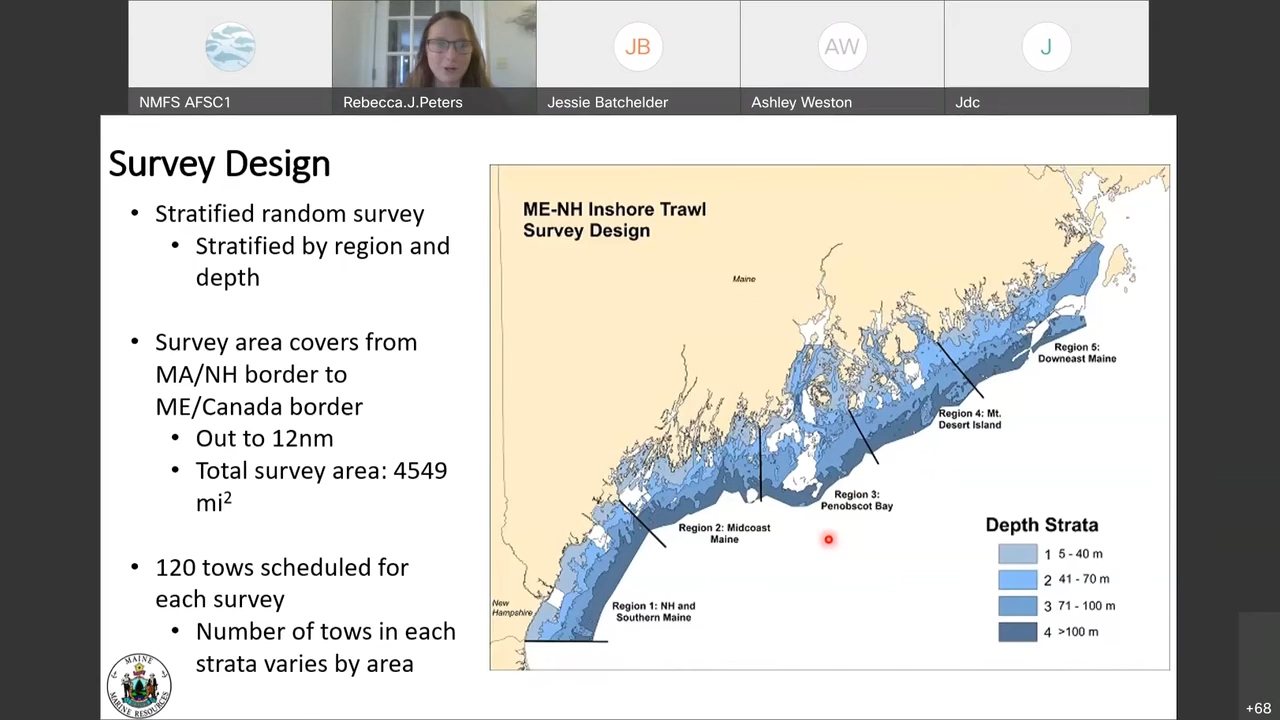 JB
AW
J
NMFS AFSC1
Rebecca.J.Peters
Jessie Batchelder
Ashley Weston
Jdc
Survey Design
• Stratified random survey
• Stratified by region and
depth
• Survey area covers from
MA/NH border to
ME/Canada border
• Out to 12nm
• Total survey area: 4549
mi²
• 120 tows scheduled for
each survey
• Number of tows in each
strata varies by area
MAINE
MARINE RESOURCES
ME-NH Inshore Trawl
Survey Design
Maine
Region 5:
Downeast Maine
Region 4: Mt.
Desert Island
Region 3:
Penobscot Bay
Region 2: Midcoast
Maine
Region 1: NH and
Southern Maine
New
Hampshire
Depth Strata
1 5 - 40 m
2 41 - 70 m
3 71 - 100 m
4 >100 m
+68